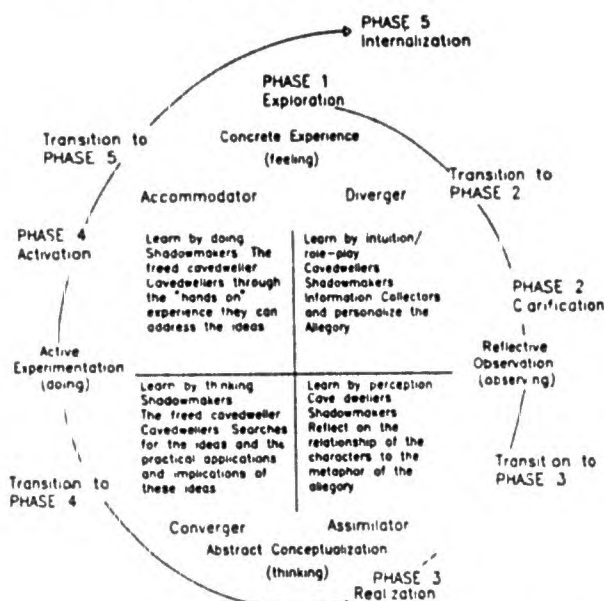 PHASE 5
Internalization
PHASE 1
Exploration
Concrete Experience
(feeling)
Transition to
PHASE 5
Transition to
PHASE 2
Accommodator
Diverger
PHASE 4
Activation
Learn by doing
Shadowmakers The
freed cavedweller
Cavedwellers through
the "hands on"
experience they can
address the ideas
Learn by intuition/
role-play
Cavedwellers
Shadowmakers
Information Collectors
and personalize the
Allegory
PHASE 2
Clarification
Active
Experimentation
(doing)
Reflective
Observation
(observing)
Learn by thinking
Shadowmakers
The freed cavedweller
Cavedwellers Searches
for the ideas and the
practical applications
and implications of
these ideas
Learn by perception
Cave dwellers
Shadowmakers
Reflect on the
relationship of the
characters to the
metaphor of the
allegory
Transition to
PHASE 3
Transition to
PHASE 4
Converger
Assimilator
Abstract Conceptualization
(thinking)
PHASE 3
Realization